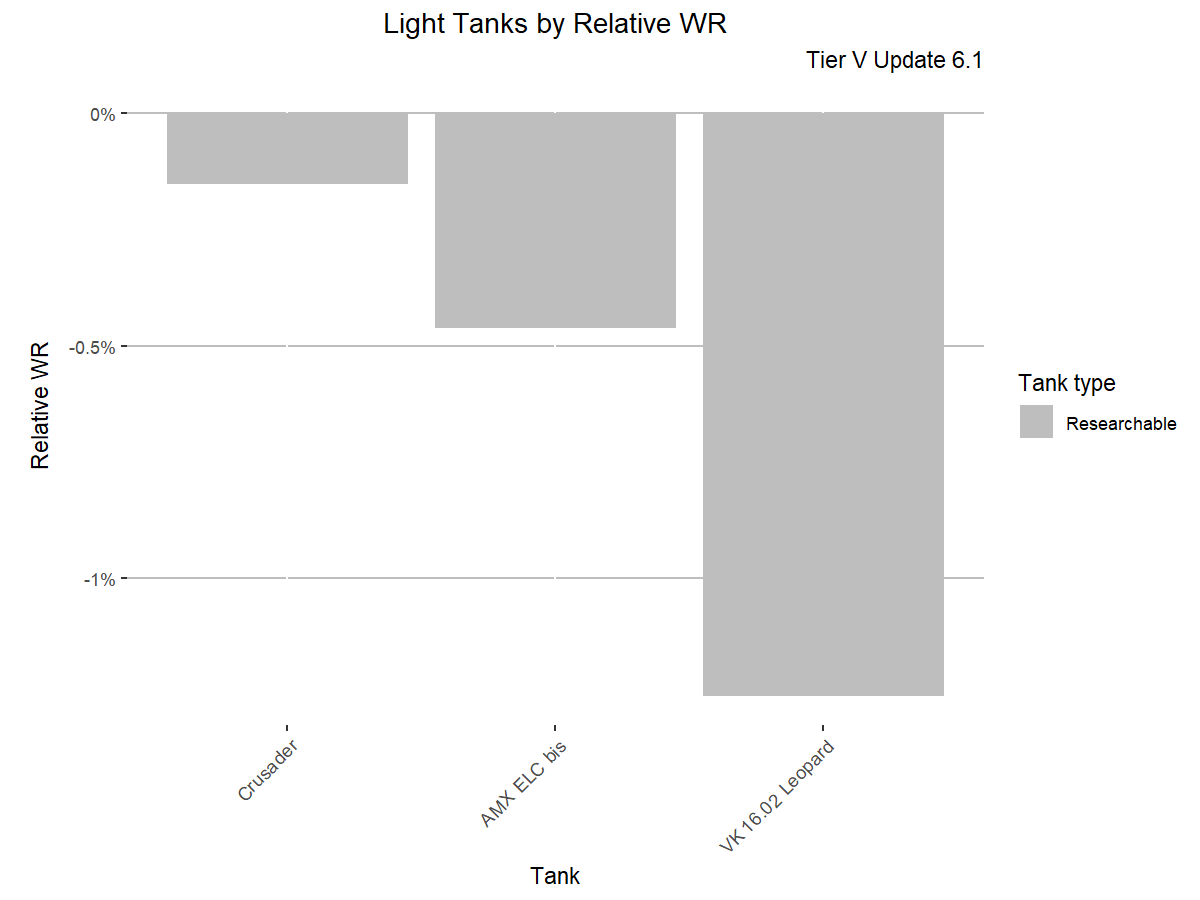 Light Tanks by Relative WR
Tier V Update 6.1
0%
-0.5%
-1%
Relative WR
Crusader
AMX ELC bis
VK 16.02 Leopard
Tank
Tank type
Researchable